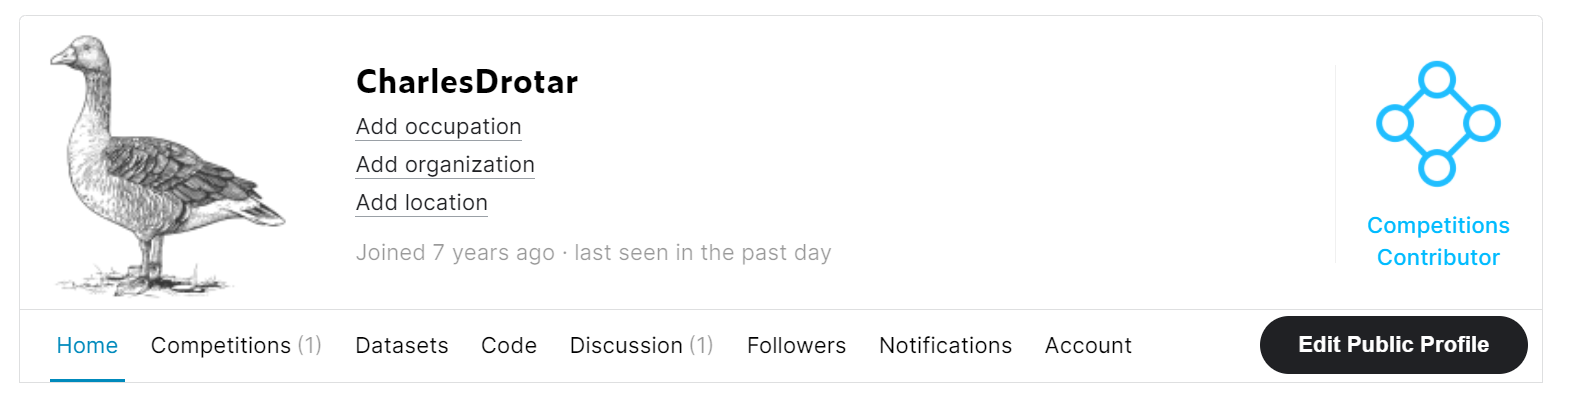 CharlesDrotar
Add occupation
Add organization
Add location
Joined 7 years ago · last seen in the past day
Competitions
Contributor
Home Competitions (1) Datasets Code Discussion (1) Followers Notifications Account Edit Public Profile